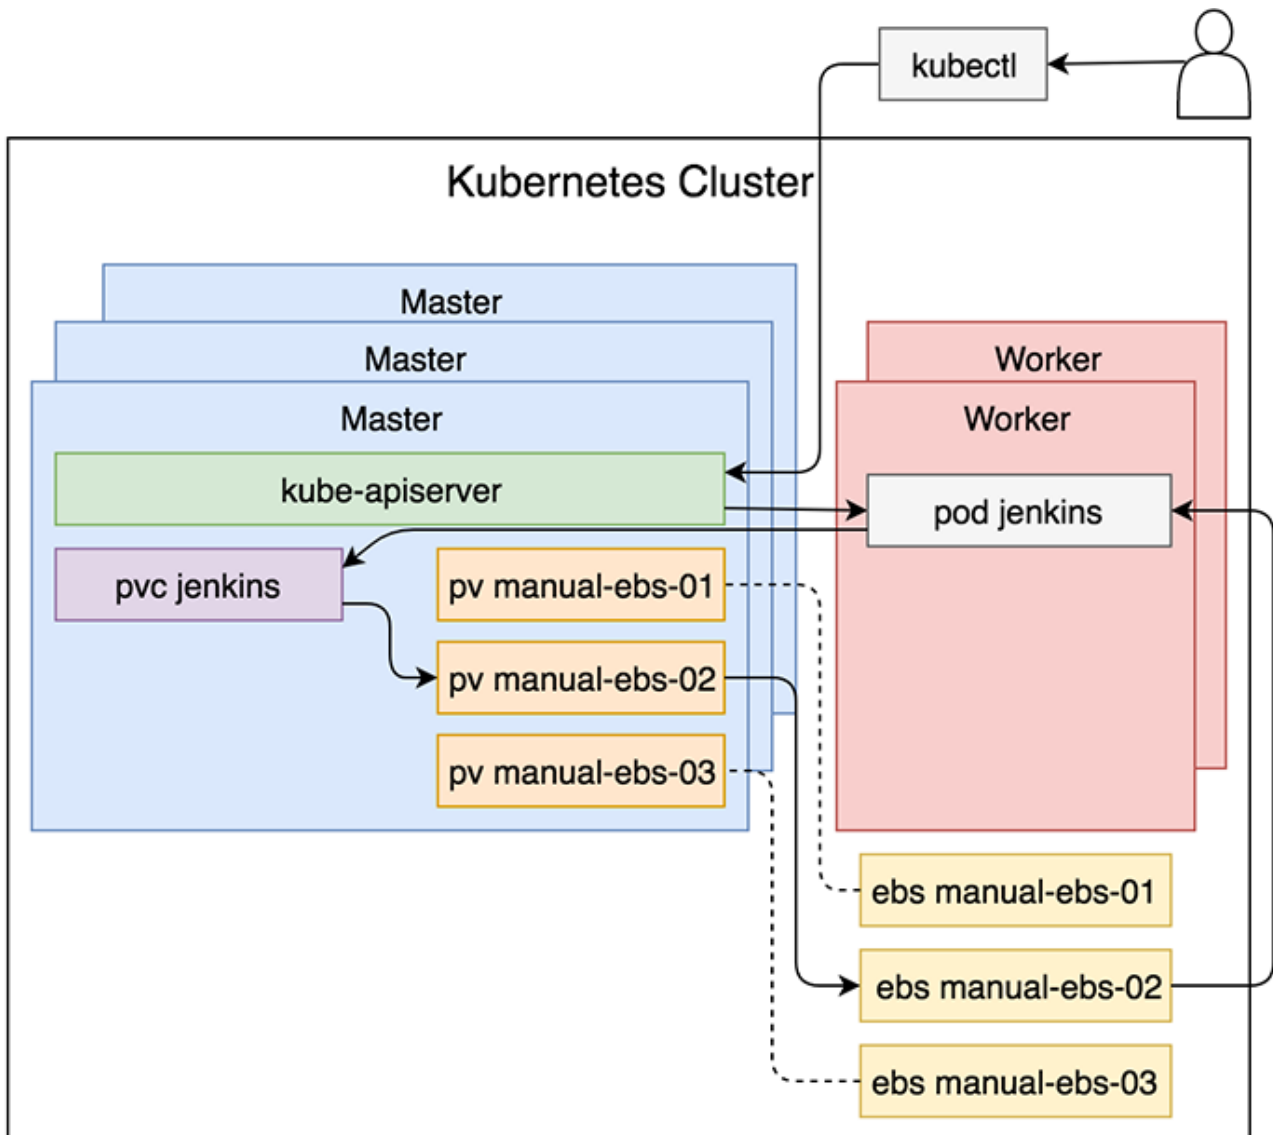 kubectl
Kubernetes Cluster
Master
Master
Master
Worker
Worker
kube-apiserver
pod jenkins
pvc jenkins
pv manual-ebs-01
pv manual-ebs-02
pv manual-ebs-03
ebs manual-ebs-01
ebs manual-ebs-02
ebs manual-ebs-03